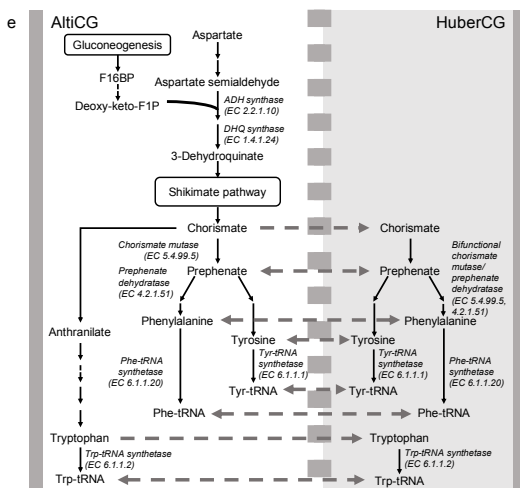 e
AltiCG
HuberCG
Gluconeogenesis
Aspartate
F16BP
Aspartate semialdehyde
Deoxy-keto-F1P
ADH synthase
(EC 2.2.1.10)
DHQ synthase
(EC 1.4.1.24)
3-Dehydroquinate
Shikimate pathway
Chorismate
Chorismate
Chorismate mutase
(EC 5.4.99.5)
Bifunctional
chorismate
mutase/
prephenate
dehydratase
(EC 5.4.99.5,
4.2.1.51)
Prephenate
dehydratase
(EC 4.2.1.51)
Prephenate
Prephenate
Anthranilate
Phenylalanine
Phenylalanine
Tyrosine
Tyrosine
Phe-tRNA
synthetase
(EC 6.1.1.20)
Tyr-tRNA
synthetase
(EC 6.1.1.1)
Tyr-tRNA
synthetase
(EC 6.1.1.1)
Phe-tRNA
synthetase
(EC 6.1.1.20)
Tyr-tRNA
Tyr-tRNA
Phe-tRNA
Phe-tRNA
Tryptophan
Tryptophan
Trp-tRNA synthetase
(EC 6.1.1.2)
Trp-tRNA synthetase
(EC 6.1.1.2)
Trp-tRNA
Trp-tRNA